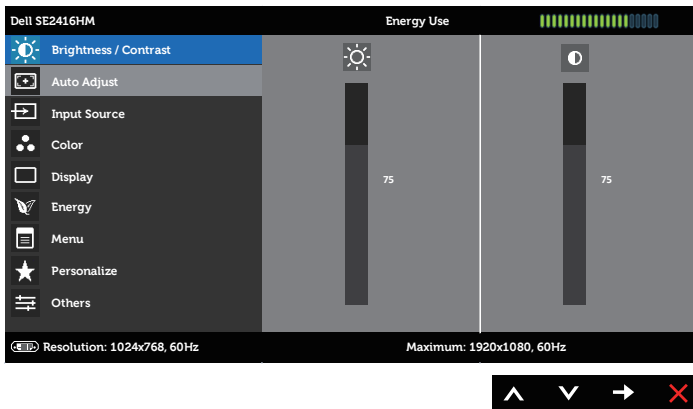 Dell SE2416HM
Energy Use
Brightness / Contrast
Auto Adjust
Input Source
Color
Display
Energy
Menu
Personalize
Others
75
75
Resolution: 1024x768, 60Hz
Maximum: 1920x1080, 60Hz